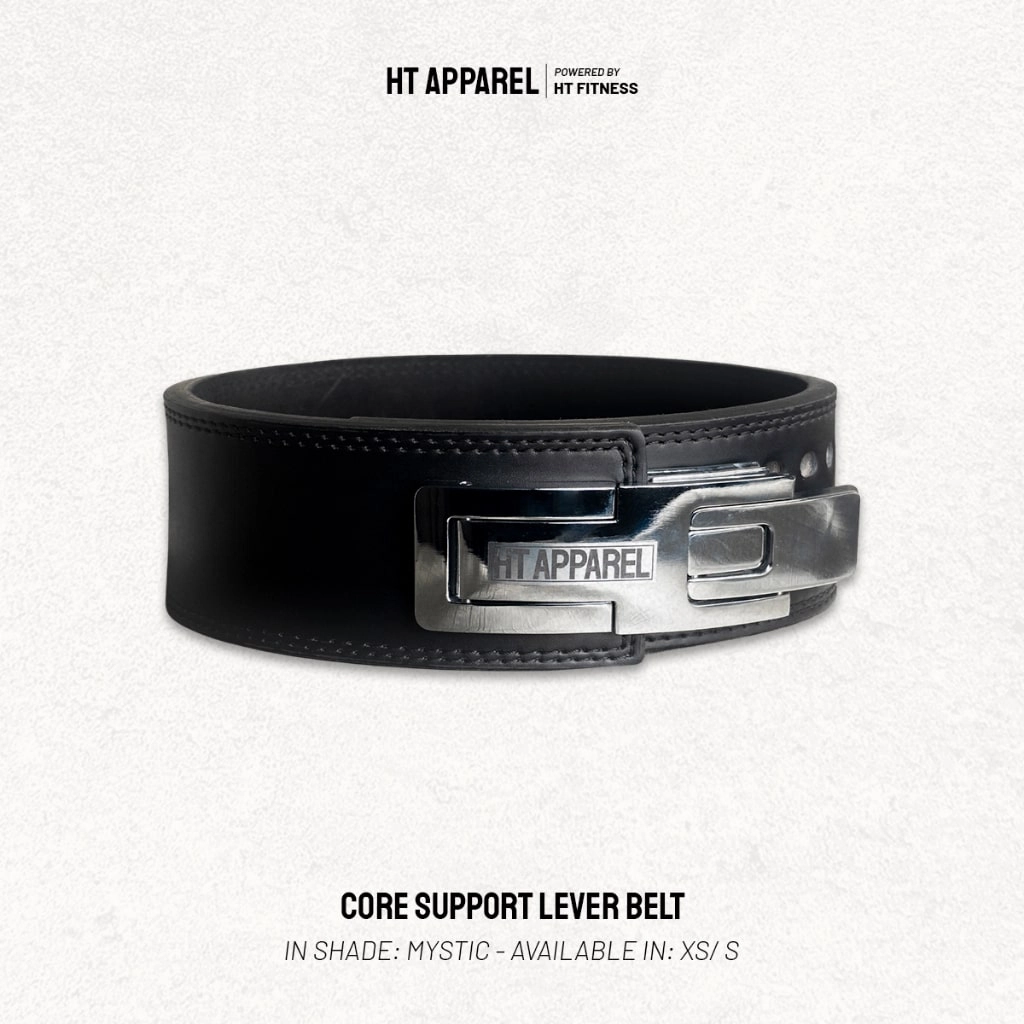 HT APPAREL
POWERED BY
HT FITNESS
HT APPAREL
CORE SUPPORT LEVER BELT
IN SHADE: MYSTIC - AVAILABLE IN: XS/ S